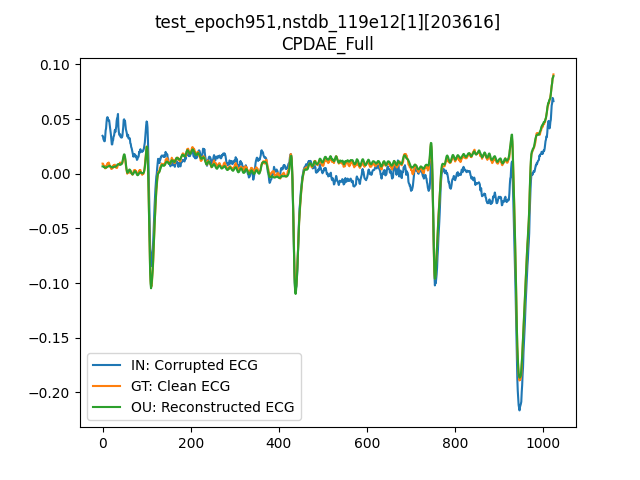 test_epoch951,nstdb_119e12[1][203616]
CPDAE_Full
0.10
0.05
0.00
−0.05
−0.10
−0.15
−0.20
IN: Corrupted ECG
GT: Clean ECG
OU: Reconstructed ECG
0
200
400
600
800
1000